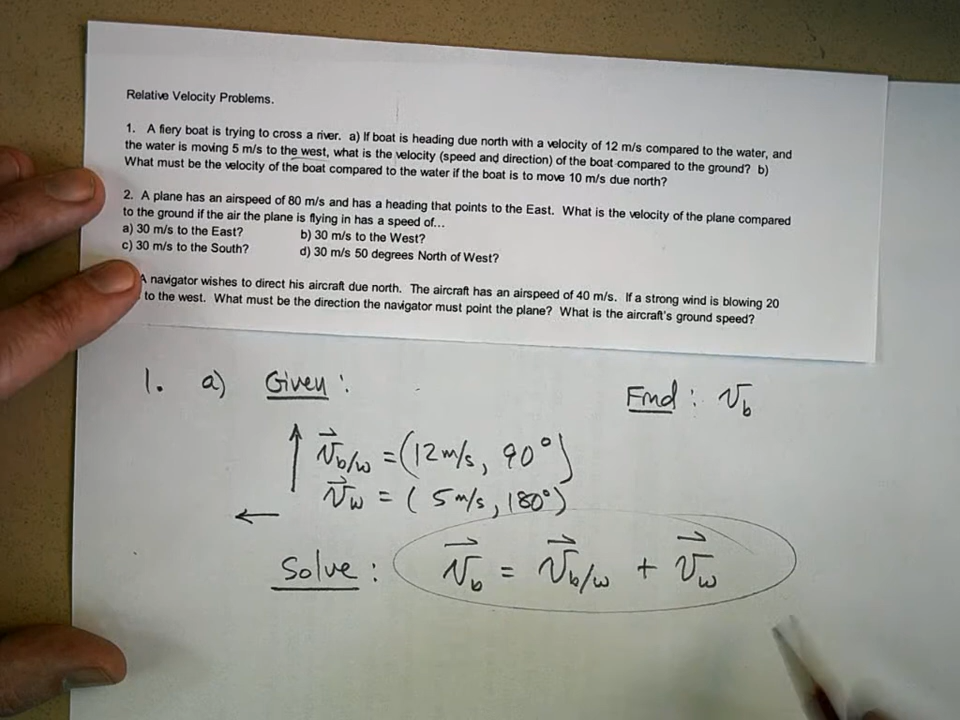 Relative Velocity Problems.
1. A fiery boat is trying to cross a river. a) If boat is heading due north with a velocity of 12 m/s compared to the water, and
the water is moving 5 m/s to the west, what is the velocity (speed and direction) of the boat compared to the ground? b)
What must be the velocity of the boat compared to the water if the boat is to move 10 m/s due north?
2. A plane has an airspeed of 80 m/s and has a heading that points to the East. What is the velocity of the plane compared
to the ground if the air the plane is flying in has a speed of...
a) 30 m/s to the East? b) 30 m/s to the West?
c) 30 m/s to the South? d) 30 m/s 50 degrees North of West?
A navigator wishes to direct his aircraft due north. The aircraft has an airspeed of 40 m/s. If a strong wind is blowing 20
to the west. What must be the direction the navigator must point the plane? What is the aircraft's ground speed?
1. a) Given: Find: v_b
v⃗_b/w = (12 m/s, 90°)
v⃗_w = (5 m/s, 180°)
Solve: v⃗_b = v⃗_b/w + v⃗_w